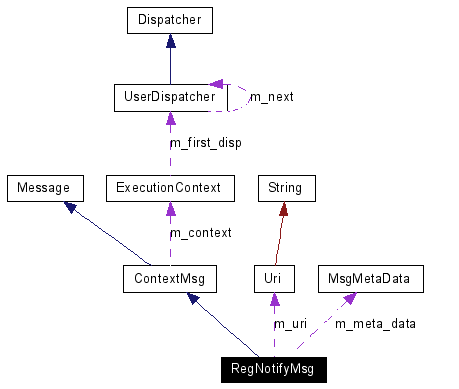 Dispatcher
UserDispatcher
m_next
m_first_disp
Message
ExecutionContext
String
m_context
ContextMsg
Uri
MsgMetaData
m_uri
m_meta_data
RegNotifyMsg